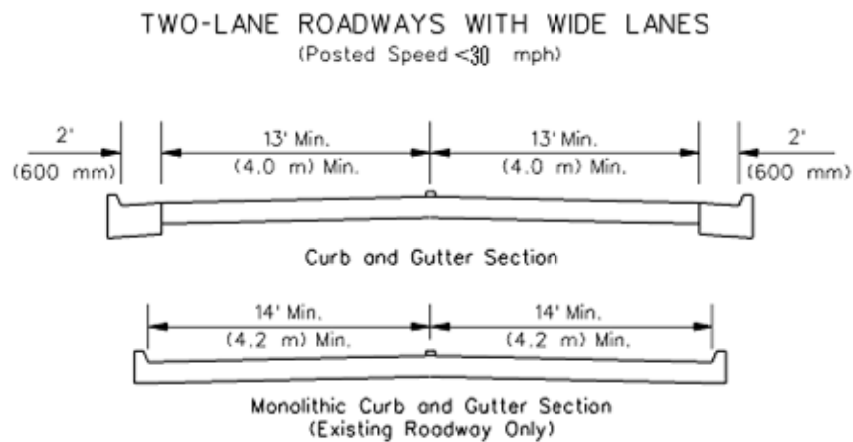 TWO-LANE ROADWAYS WITH WIDE LANES
(Posted Speed <30 mph)
2' 13' Min. 13' Min. 2'
(600 mm) (4.0 m) Min. (4.0 m) Min. (600 mm)
Curb and Gutter Section
14' Min. 14' Min.
(4.2 m) Min. (4.2 m) Min.
Monolithic Curb and Gutter Section
(Existing Roadway Only)